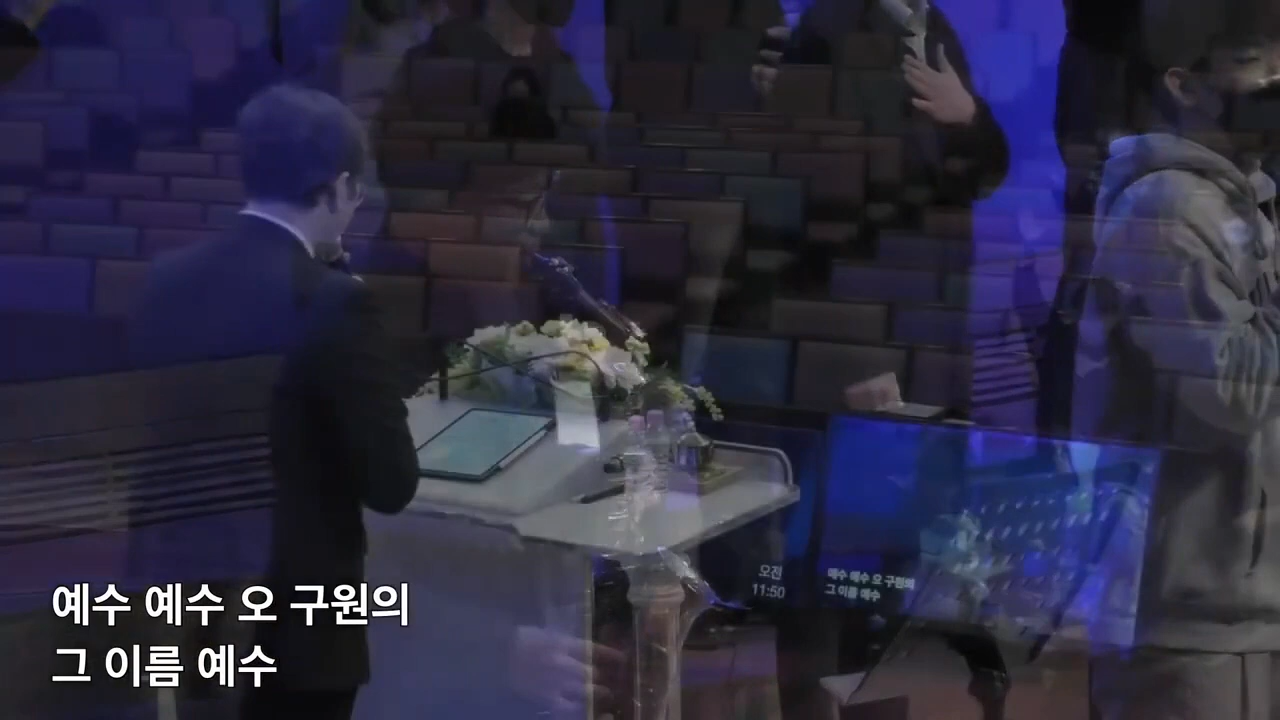 예수 예수 오 구원의
그 이름 예수
오전
11:50
예수 예수 오 구원의
그 이름 예수